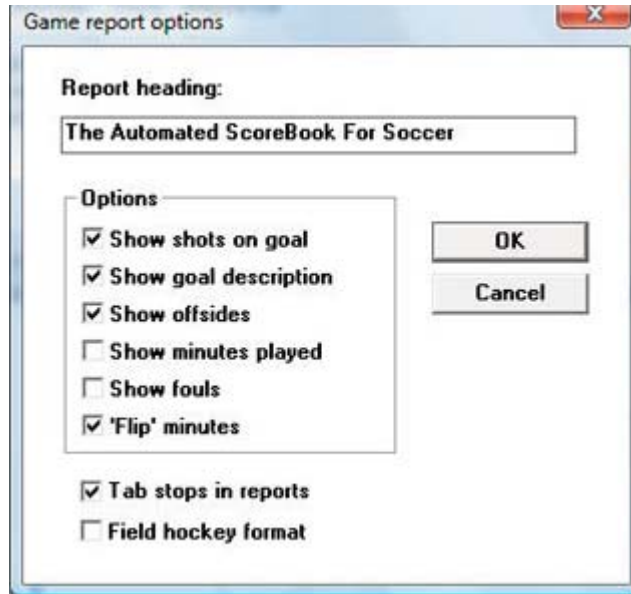 Game report options
Report heading:
The Automated ScoreBook For Soccer
Options
Show shots on goal
Show goal description
Show offsides
Show minutes played
Show fouls
'Flip' minutes
OK
Cancel
Tab stops in reports
Field hockey format